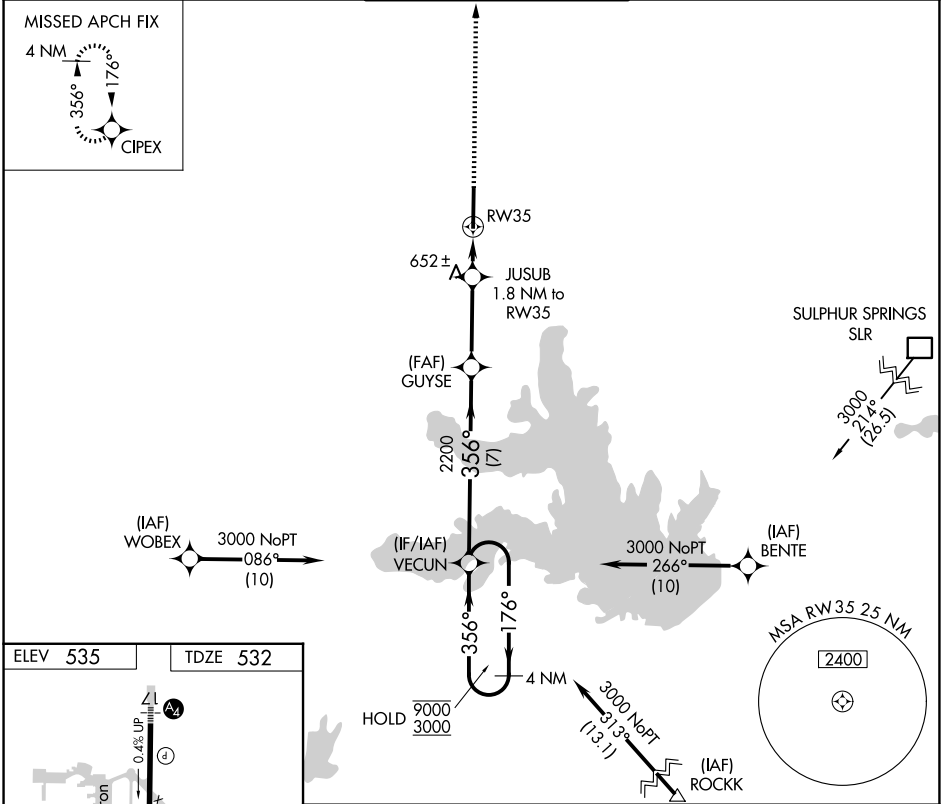 MISSED APCH FIX
4 NM
356°
176°
CIPEX
RW35
652±
JUSUB
1.8 NM to
RW35
SULPHUR SPRINGS
SLR
3000
214°
(26.5)
(FAF)
GUYSE
2200
356°
(7)
(IAF)
WOBEX
3000 NoPT
086°
(10)
(IF/IAF)
VECUN
3000 NoPT
266°
(10)
(IAF)
BENTE
356°
176°
4 NM
HOLD
9000
3000
3000 NoPT
313°
(13.1)
(IAF)
ROCKK
MSA RW35 25 NM
2400
ELEV 535
TDZE 532
17
A4
0.4% UP
P
on